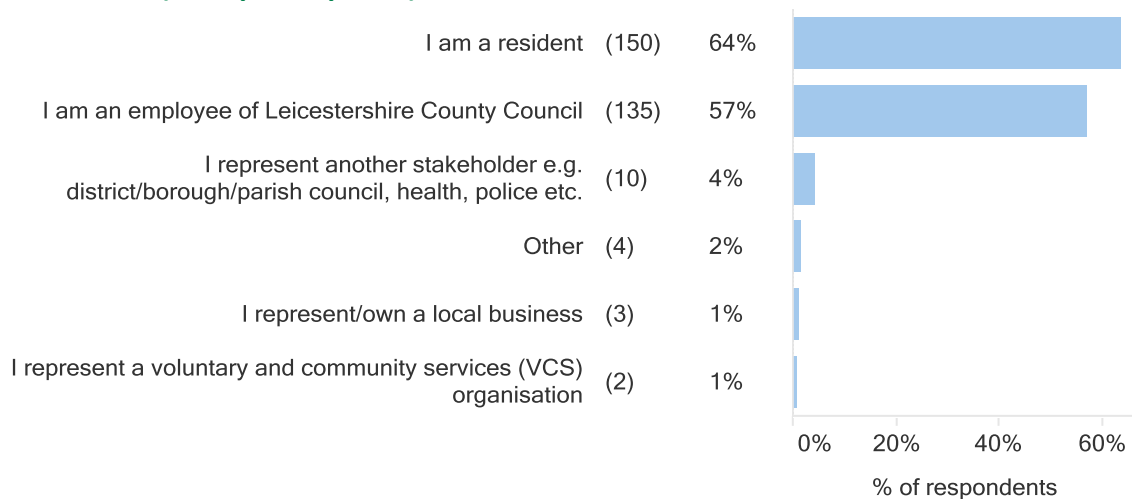 I am a resident (150) 64%
I am an employee of Leicestershire County Council (135) 57%
I represent another stakeholder e.g.
district/borough/parish council, health, police etc. (10) 4%
Other (4) 2%
I represent/own a local business (3) 1%
I represent a voluntary and community services (VCS)
organisation (2) 1%
0% 20% 40% 60%
% of respondents